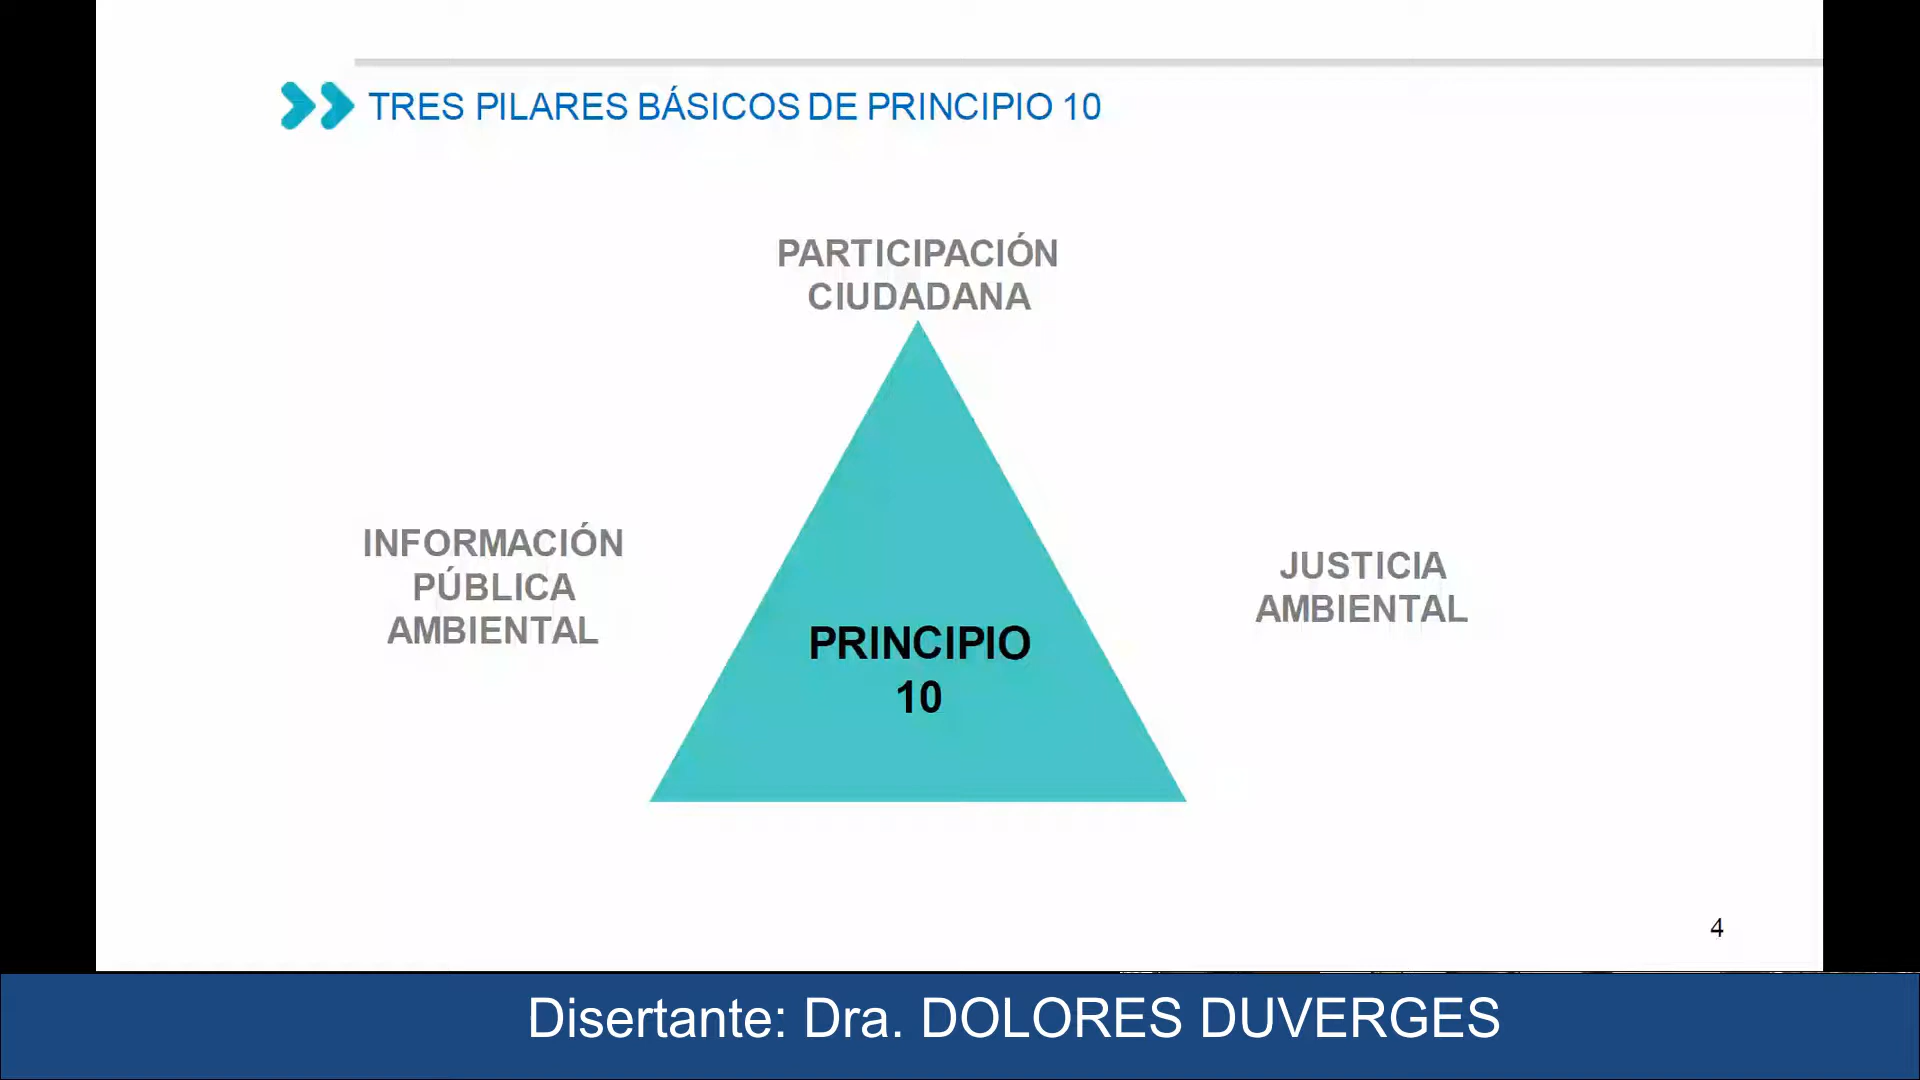 TRES PILARES BÁSICOS DE PRINCIPIO 10
PARTICIPACIÓN
CIUDADANA
INFORMACIÓN
PÚBLICA
AMBIENTAL
JUSTICIA
AMBIENTAL
PRINCIPIO
10
4
Disertante: Dra. DOLORES DUVERGES